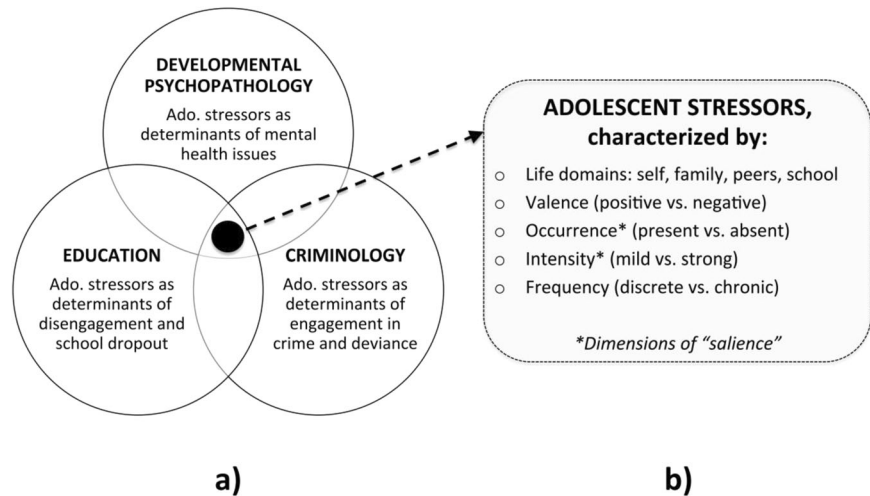 DEVELOPMENTAL
PSYCHOPATHOLOGY
Ado. stressors as
determinants of mental
health issues
EDUCATION
Ado. stressors as
determinants of
disengagement and
school dropout
CRIMINOLOGY
Ado. stressors as
determinants of
engagement in
crime and deviance
a)
ADOLESCENT STRESSORS,
characterized by:
o Life domains: self, family, peers, school
o Valence (positive vs. negative)
o Occurrence* (present vs. absent)
o Intensity* (mild vs. strong)
o Frequency (discrete vs. chronic)
*Dimensions of “salience”
b)